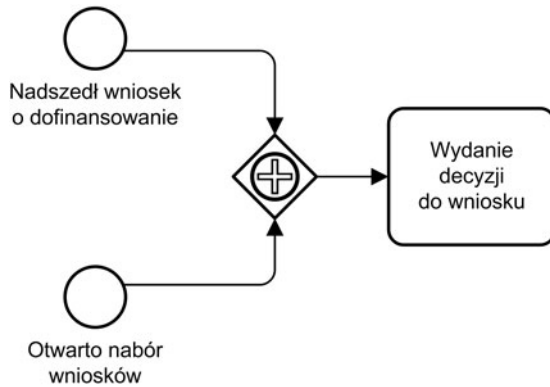 Nadszedł wniosek
o dofinansowanie
Wydanie
decyzji
do wniosku
Otwarto nabór
wniosków